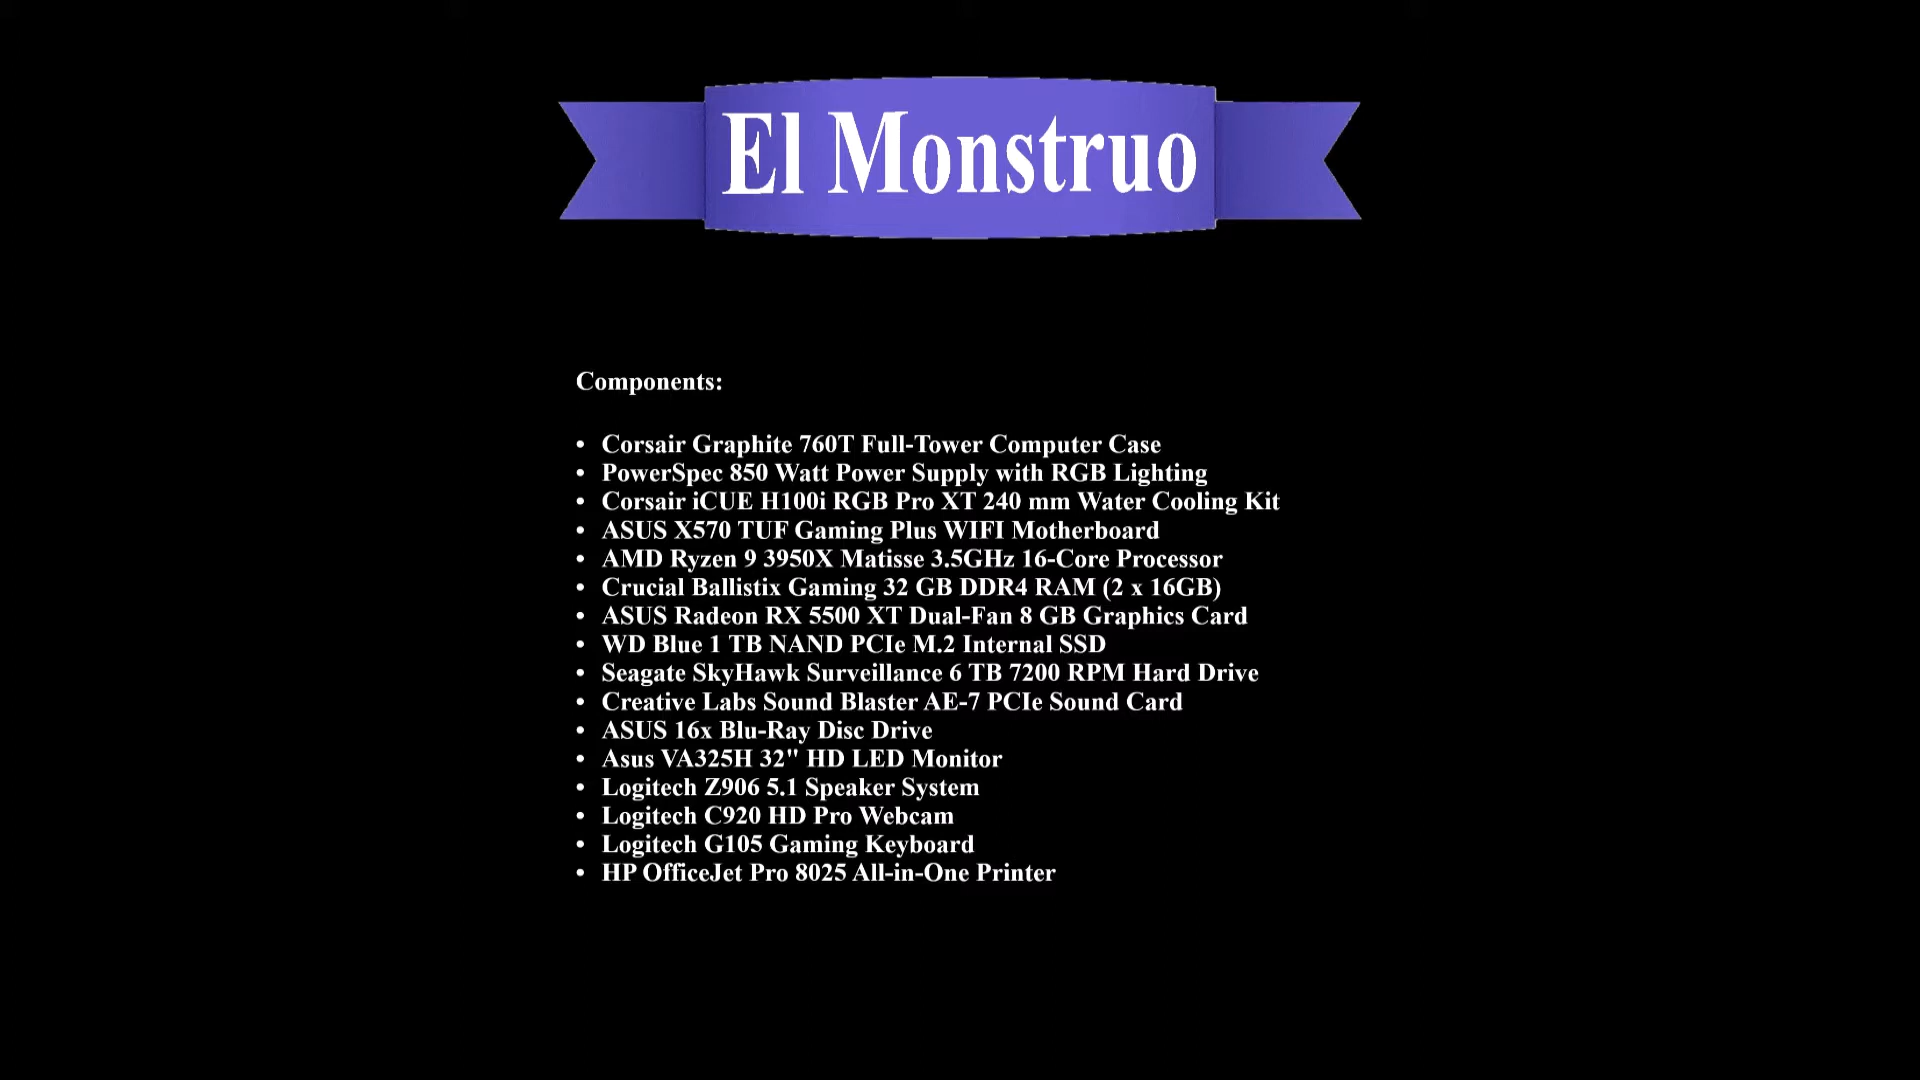 El Monstruo
Components:
• Corsair Graphite 760T Full-Tower Computer Case
• PowerSpec 850 Watt Power Supply with RGB Lighting
• Corsair iCUE H100i RGB Pro XT 240 mm Water Cooling Kit
• ASUS X570 TUF Gaming Plus WIFI Motherboard
• AMD Ryzen 9 3950X Matisse 3.5GHz 16-Core Processor
• Crucial Ballistix Gaming 32 GB DDR4 RAM (2 x 16GB)
• ASUS Radeon RX 5500 XT Dual-Fan 8 GB Graphics Card
• WD Blue 1 TB NAND PCIe M.2 Internal SSD
• Seagate SkyHawk Surveillance 6 TB 7200 RPM Hard Drive
• Creative Labs Sound Blaster AE-7 PCIe Sound Card
• ASUS 16x Blu-Ray Disc Drive
• Asus VA325H 32" HD LED Monitor
• Logitech Z906 5.1 Speaker System
• Logitech C920 HD Pro Webcam
• Logitech G105 Gaming Keyboard
• HP OfficeJet Pro 8025 All-in-One Printer